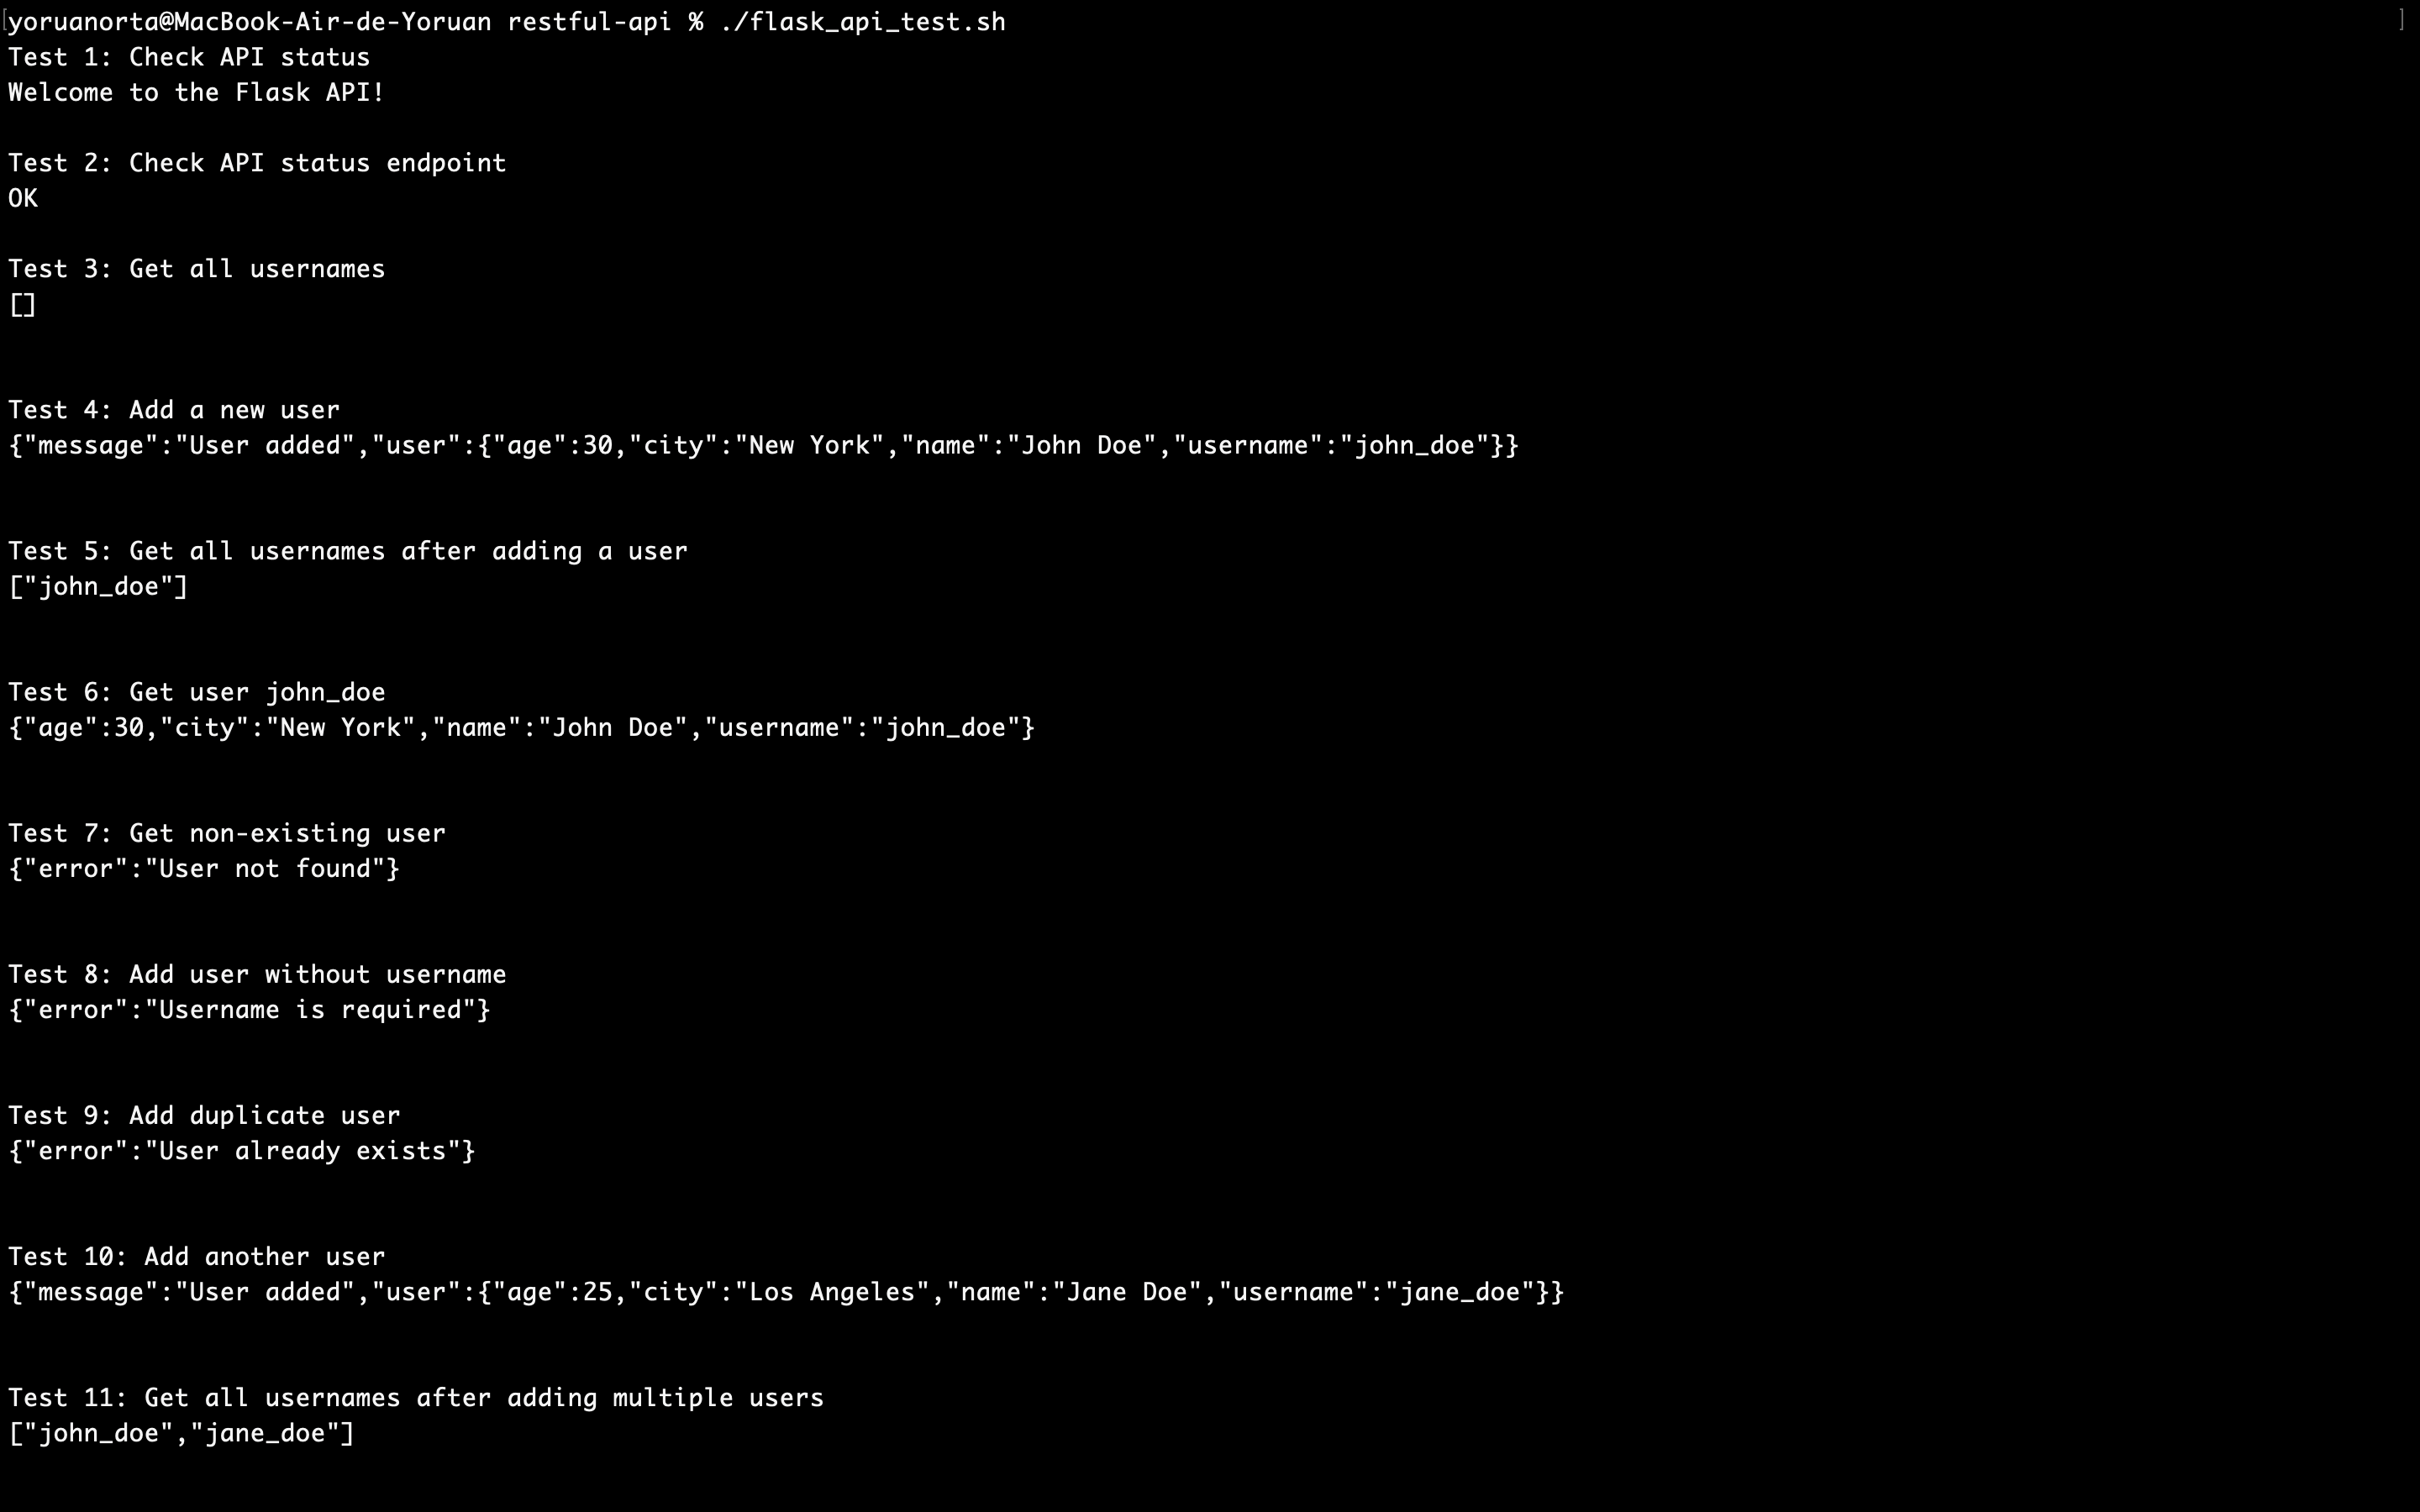 [yoruanorta@MacBook-Air-de-Yoruan restful-api % ./flask_api_test.sh ]
Test 1: Check API status
Welcome to the Flask API!
Test 2: Check API status endpoint
OK
Test 3: Get all usernames
[]
Test 4: Add a new user
{"message":"User added","user":{"age":30,"city":"New York","name":"John Doe","username":"john_doe"}}
Test 5: Get all usernames after adding a user
["john_doe"]
Test 6: Get user john_doe
{"age":30,"city":"New York","name":"John Doe","username":"john_doe"}
Test 7: Get non-existing user
{"error":"User not found"}
Test 8: Add user without username
{"error":"Username is required"}
Test 9: Add duplicate user
{"error":"User already exists"}
Test 10: Add another user
{"message":"User added","user":{"age":25,"city":"Los Angeles","name":"Jane Doe","username":"jane_doe"}}
Test 11: Get all usernames after adding multiple users
["john_doe","jane_doe"]